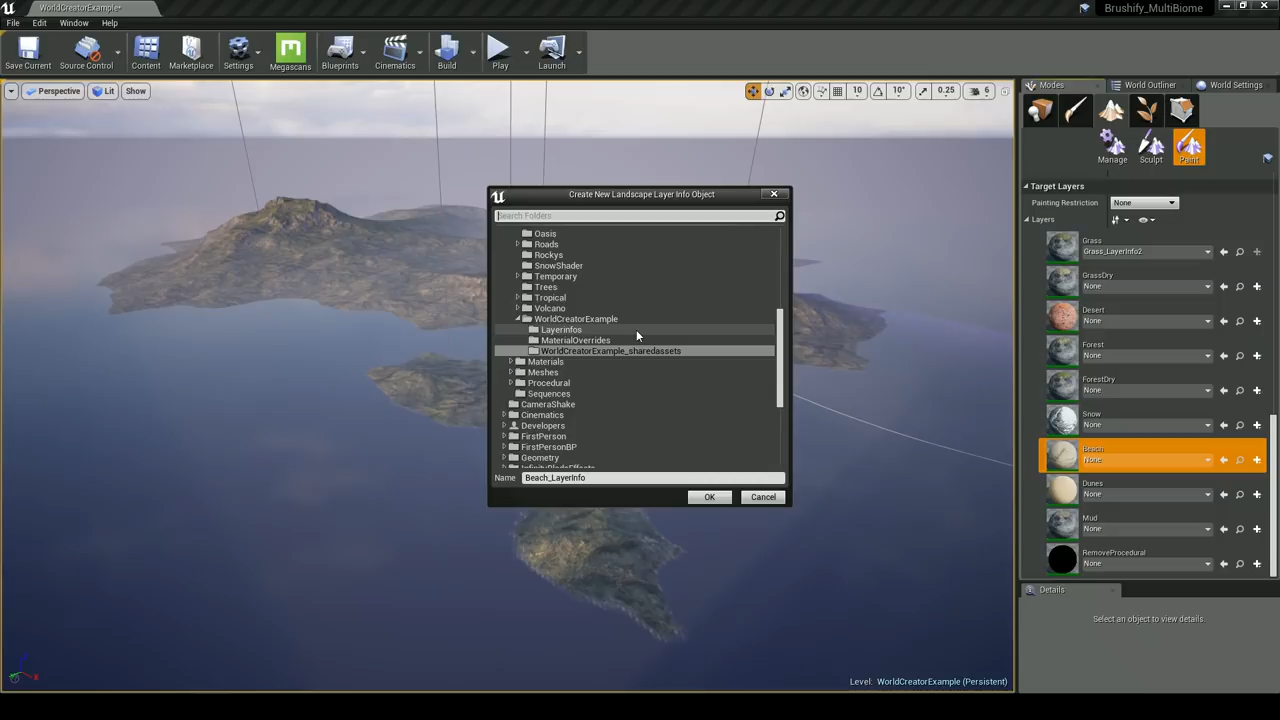 WorldCreatorExample*
Brushify_MultiBiome
File Edit Window Help
Save Current Source Control Content Marketplace Settings Megascans Blueprints Cinematics Build Play Launch
Perspective Lit Show
10 10° 0.25 6
Create New Landscape Layer Info Object
Search Folders
Oasis
Roads
Rockys
SnowShader
Temporary
Trees
Tropical
Volcano
WorldCreatorExample
Layerinfos
MaterialOverrides
WorldCreatorExample_sharedassets
Materials
Meshes
Procedural
Sequences
CameraShake
Cinematics
Developers
FirstPerson
FirstPersonBP
Geometry
InfinityBladeEffects
Name Beach_LayerInfo
OK Cancel
Level: WorldCreatorExample (Persistent)
Modes World Outliner World Settings
Manage Sculpt Paint
Target Layers
Painting Restriction None
Layers
Grass
Grass_LayerInfo2
GrassDry
None
Desert
None
Forest
None
ForestDry
None
Snow
None
Beach
None
Dunes
None
Mud
None
RemoveProcedural
None
Details
Select an object to view details.